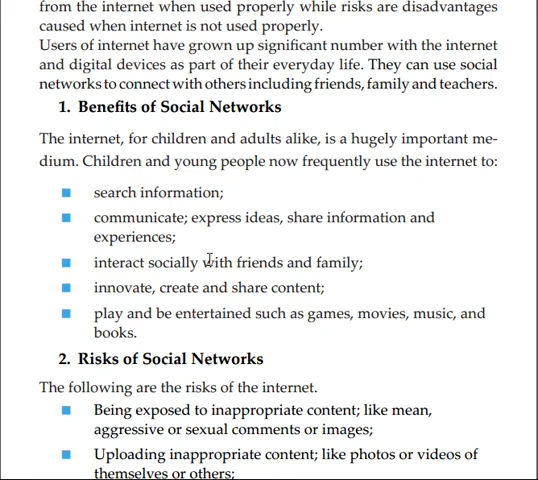 from the internet when used properly while risks are disadvantages
caused when internet is not used properly.
Users of internet have grown up significant number with the internet
and digital devices as part of their everyday life. They can use social
networks to connect with others including friends, family and teachers.
1. Benefits of Social Networks
The internet, for children and adults alike, is a hugely important me-
dium. Children and young people now frequently use the internet to:
■ search information;
■ communicate; express ideas, share information and
experiences;
■ interact socially with friends and family;
■ innovate, create and share content;
■ play and be entertained such as games, movies, music, and
books.
2. Risks of Social Networks
The following are the risks of the internet.
■ Being exposed to inappropriate content; like mean,
aggressive or sexual comments or images;
■ Uploading inappropriate content; like photos or videos of
themselves or others;